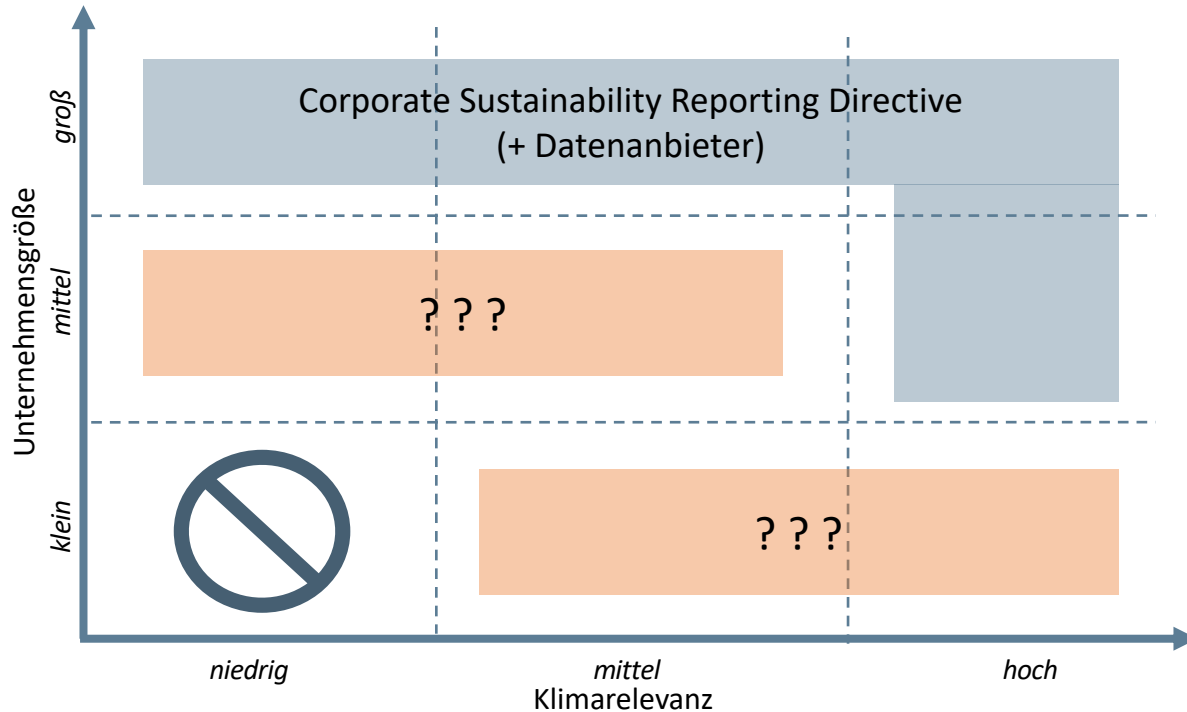 Unternehmensgröße
groß
mittel
klein
Corporate Sustainability Reporting Directive
(+ Datenanbieter)
? ? ?
? ? ?
niedrig
mittel
hoch
Klimarelevanz